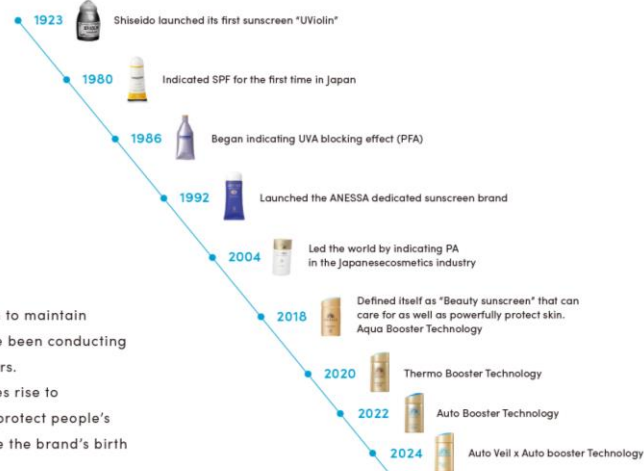 1923 Shiseido launched its first sunscreen "UViolin"
1980 Indicated SPF for the first time in Japan
1986 Began indicating UVA blocking effect (PFA)
1992 Launched the ANESSA dedicated sunscreen brand
2004 Led the world by indicating PA
in the Japanesecosmetics industry
2018 Defined itself as "Beauty sunscreen" that can
care for as well as powerfully protect skin.
Aqua Booster Technology
2020 Thermo Booster Technology
2022 Auto Booster Technology
2024 Auto Veil x Auto booster Technology
to maintain
been conducting
rise to
protect people's
the brand's birth